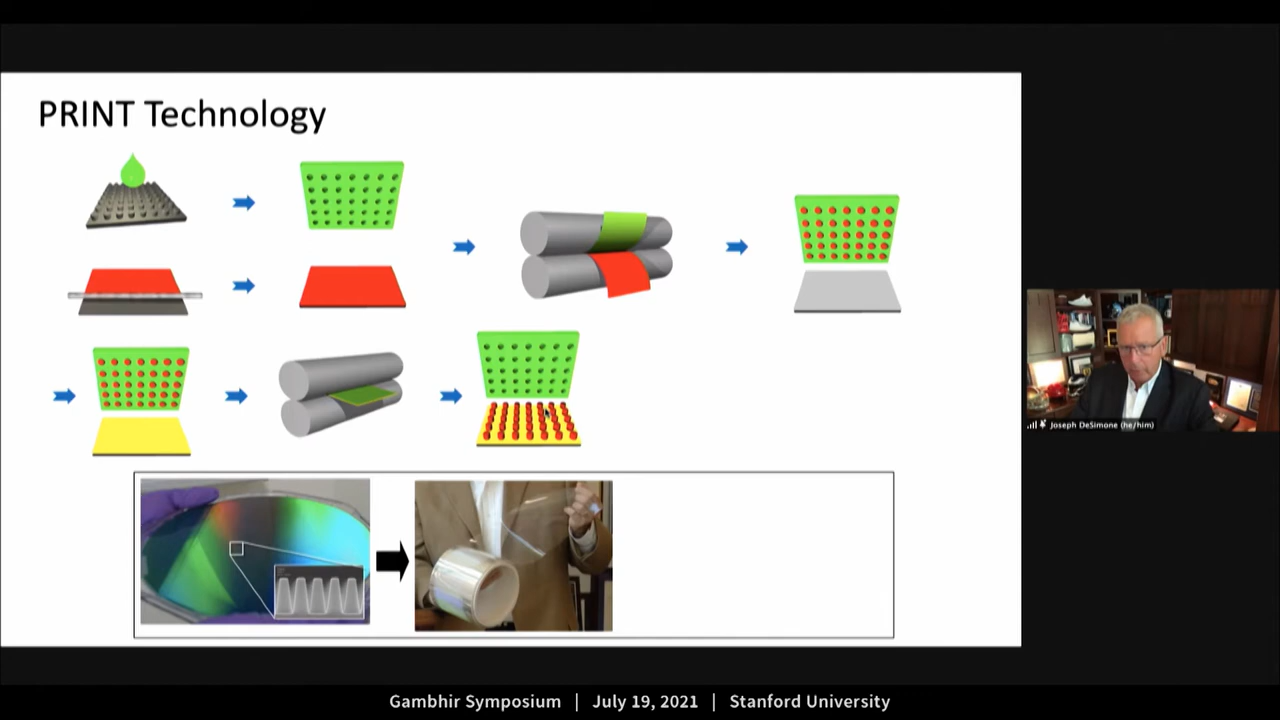 PRINT Technology
Joseph DeSimone (he/him)
Gambhir Symposium | July 19, 2021 | Stanford University